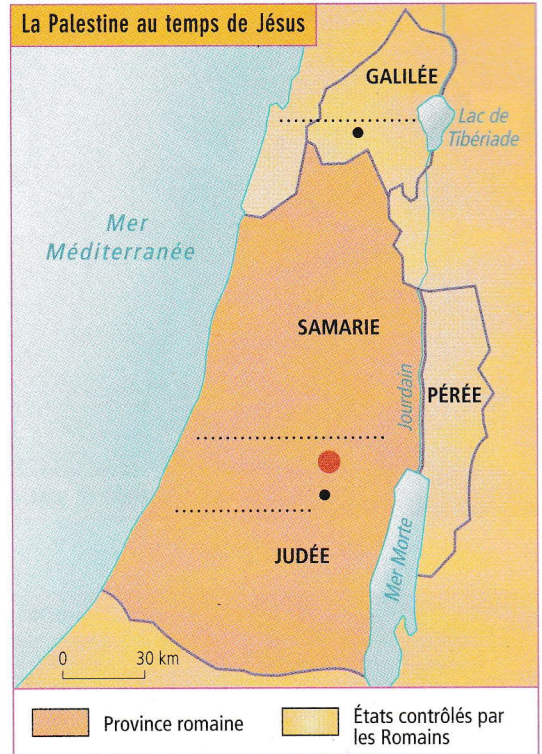 La Palestine au temps de Jésus
GALILÉE
Lac de
Tibériade
Mer
Méditerranée
SAMARIE
Jourdain
PÉRÉE
JUDÉE
Mer Morte
0 30 km
Province romaine
États contrôlés par
les Romains